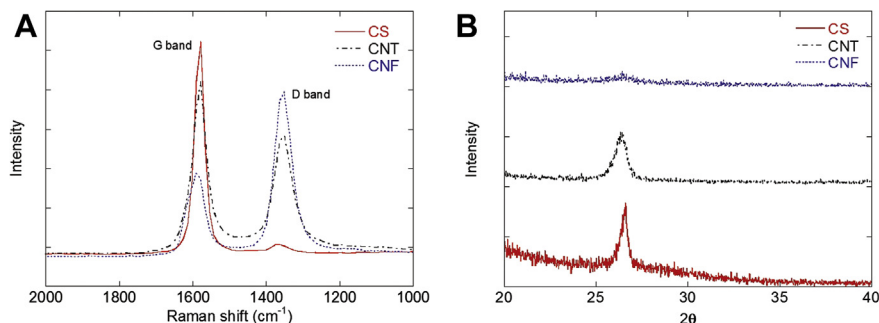 A
G band
CS
CNT
CNF
D band
Intensity
2000
1800
1600
1400
1200
1000
Raman shift (cm⁻¹)
B
CS
CNT
CNF
Intensity
20
25
30
35
40
2θ